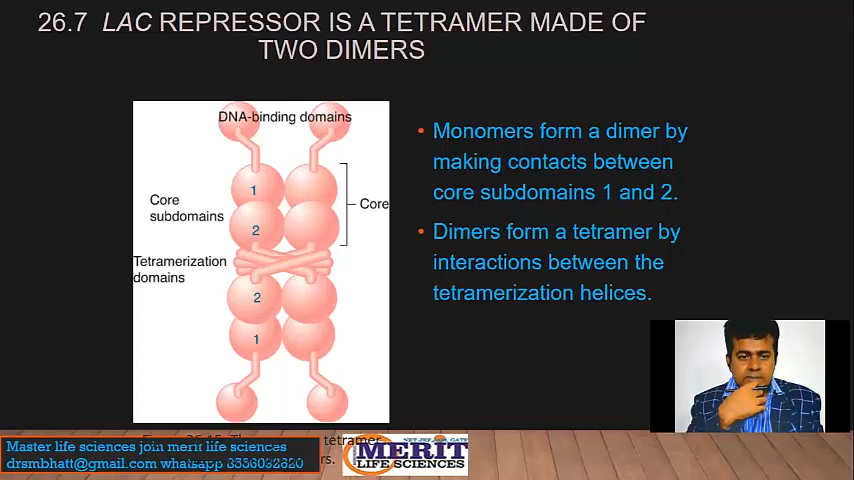 26.7 LAC REPRESSOR IS A TETRAMER MADE OF
TWO DIMERS
DNA-binding domains
1
Core
subdomains
Core
2
Tetramerization
domains
2
1
• Monomers form a dimer by
making contacts between
core subdomains 1 and 2.
• Dimers form a tetramer by
interactions between the
tetramerization helices.
tetramer
Master life sciences join merit life sciences
drsmbhatt@gmail.com whatsapp
MERIT
LIFE SCIENCES